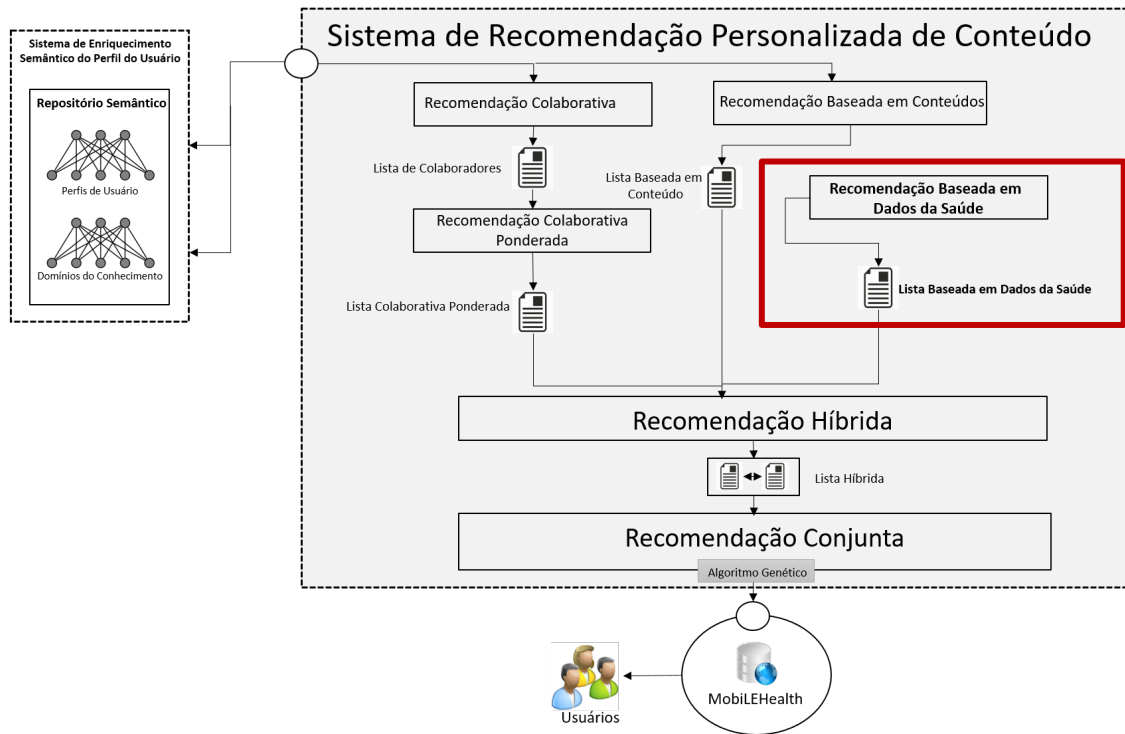 Sistema de Enriquecimento
Semântico do Perfil do Usuário
Repositório Semântico
Perfis de Usuário
Domínios do Conhecimento
Sistema de Recomendação Personalizada de Conteúdo
Recomendação Colaborativa
Recomendação Baseada em Conteúdos
Lista de Colaboradores
Lista Baseada em
Conteúdo
Recomendação Baseada em
Dados da Saúde
Recomendação Colaborativa
Ponderada
Lista Baseada em Dados da Saúde
Lista Colaborativa Ponderada
Recomendação Híbrida
Lista Híbrida
Recomendação Conjunta
Algoritmo Genético
MobiLEHealth
Usuários